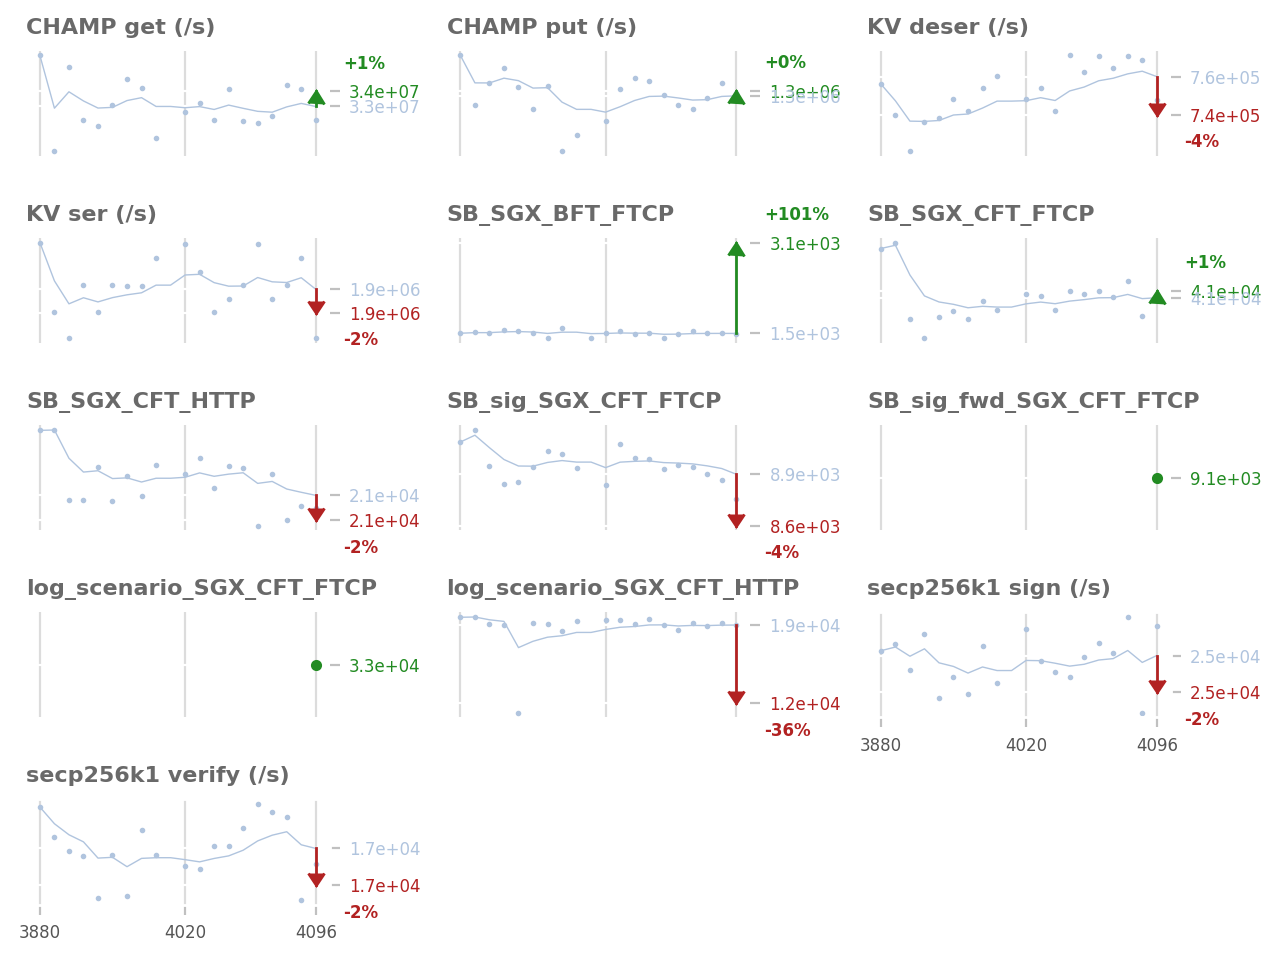 CHAMP get (/s)
+1%
3.4e+07
3.3e+07
CHAMP put (/s)
+0%
1.3e+06
1.3e+06
KV deser (/s)
7.6e+05
7.4e+05
-4%
KV ser (/s)
1.9e+06
1.9e+06
-2%
SB_SGX_BFT_FTCP
+101%
3.1e+03
1.5e+03
SB_SGX_CFT_FTCP
+1%
4.1e+04
4.1e+04
SB_SGX_CFT_HTTP
2.1e+04
2.1e+04
-2%
SB_sig_SGX_CFT_FTCP
8.9e+03
8.6e+03
-4%
SB_sig_fwd_SGX_CFT_FTCP
9.1e+03
log_scenario_SGX_CFT_FTCP
3.3e+04
log_scenario_SGX_CFT_HTTP
1.9e+04
1.2e+04
-36%
secp256k1 sign (/s)
2.5e+04
2.5e+04
-2%
3880 4020 4096
secp256k1 verify (/s)
1.7e+04
1.7e+04
-2%
3880 4020 4096